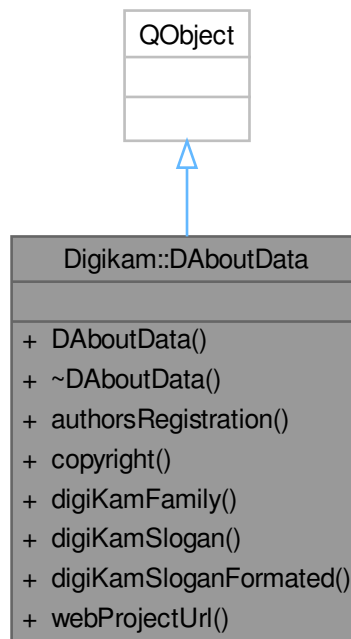 QObject
Digikam::DAboutData
+ DAboutData()
+ ~DAboutData()
+ authorsRegistration()
+ copyright()
+ digiKamFamily()
+ digiKamSlogan()
+ digiKamSloganFormated()
+ webProjectUrl()